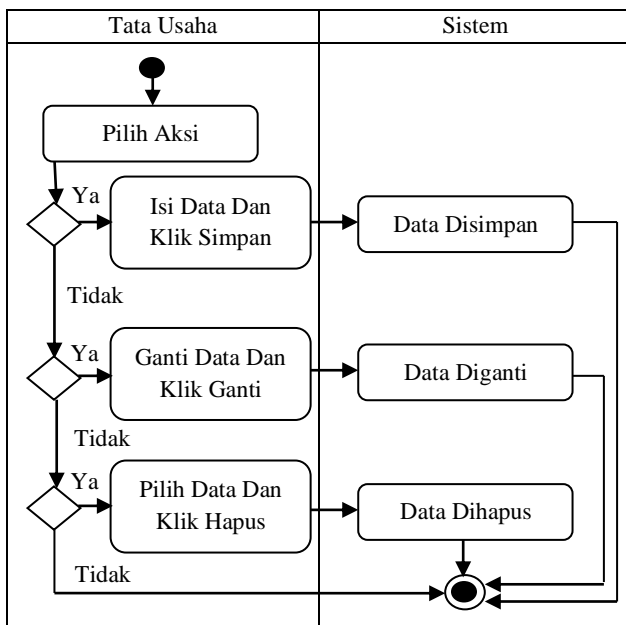 Tata Usaha
Sistem
Pilih Aksi
Ya
Isi Data Dan
Klik Simpan
Data Disimpan
Tidak
Ya
Ganti Data Dan
Klik Ganti
Data Diganti
Tidak
Ya
Pilih Data Dan
Klik Hapus
Data Dihapus
Tidak